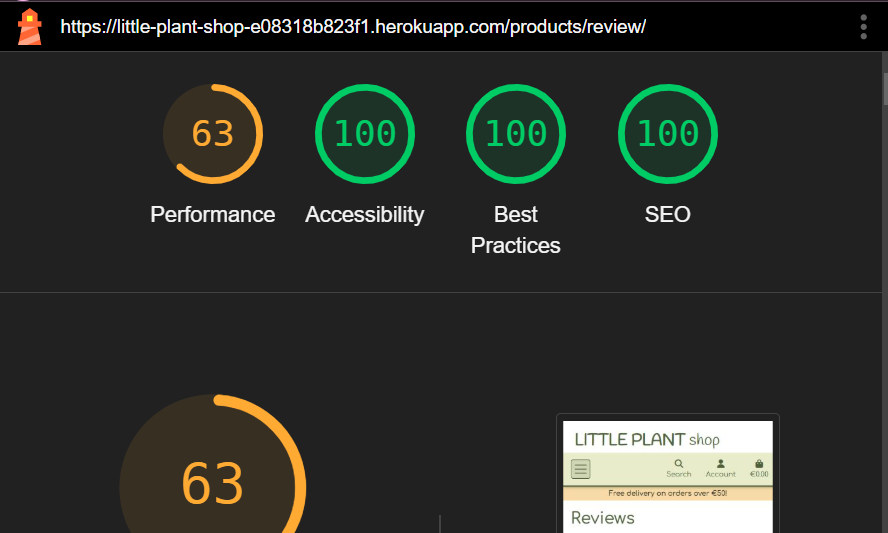 https://little-plant-shop-e08318b823f1.herokuapp.com/products/review/
63
100
100
100
Performance
Accessibility
Best
Practices
SEO
63
LITTLE PLANT shop
Search
Account
€0.00
Free delivery on orders over €50!
Reviews